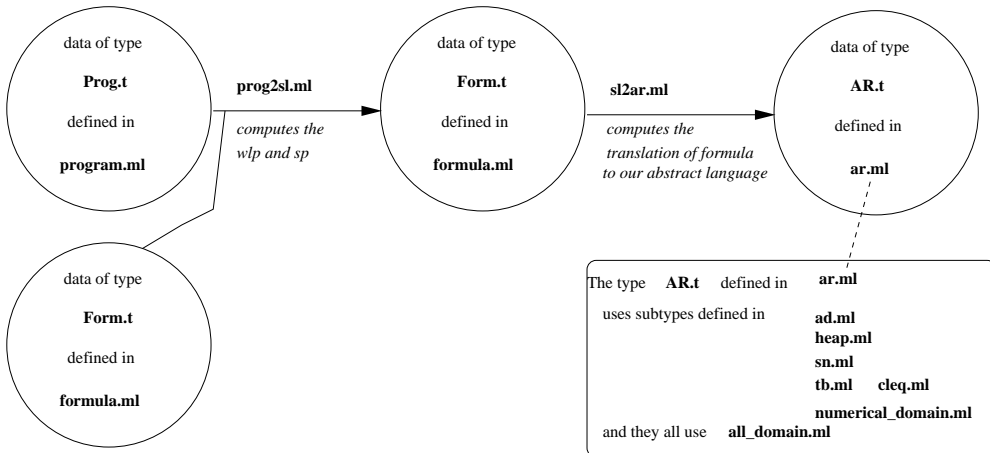 data of type
Prog.t
defined in
program.ml
prog2sl.ml
computes the
wlp and sp
data of type
Form.t
defined in
formula.ml
sl2ar.ml
computes the
translation of formula
to our abstract language
data of type
AR.t
defined in
ar.ml
data of type
Form.t
defined in
formula.ml
The type AR.t defined in ar.ml
uses subtypes defined in ad.ml
heap.ml
sn.ml
tb.ml cleq.ml
numerical_domain.ml
and they all use all_domain.ml